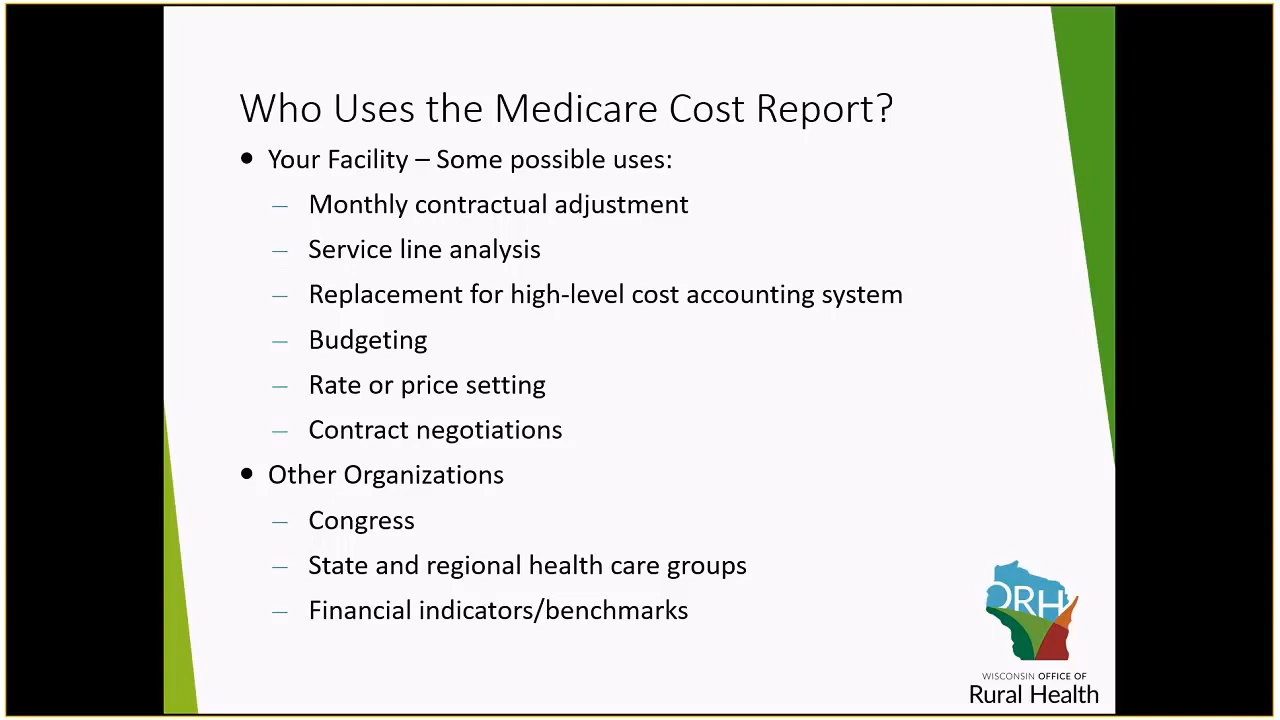 Who Uses the Medicare Cost Report?
● Your Facility – Some possible uses:
– Monthly contractual adjustment
– Service line analysis
– Replacement for high-level cost accounting system
– Budgeting
– Rate or price setting
– Contract negotiations
● Other Organizations
– Congress
– State and regional health care groups
– Financial indicators/benchmarks
ORH
WISCONSIN OFFICE OF
Rural Health